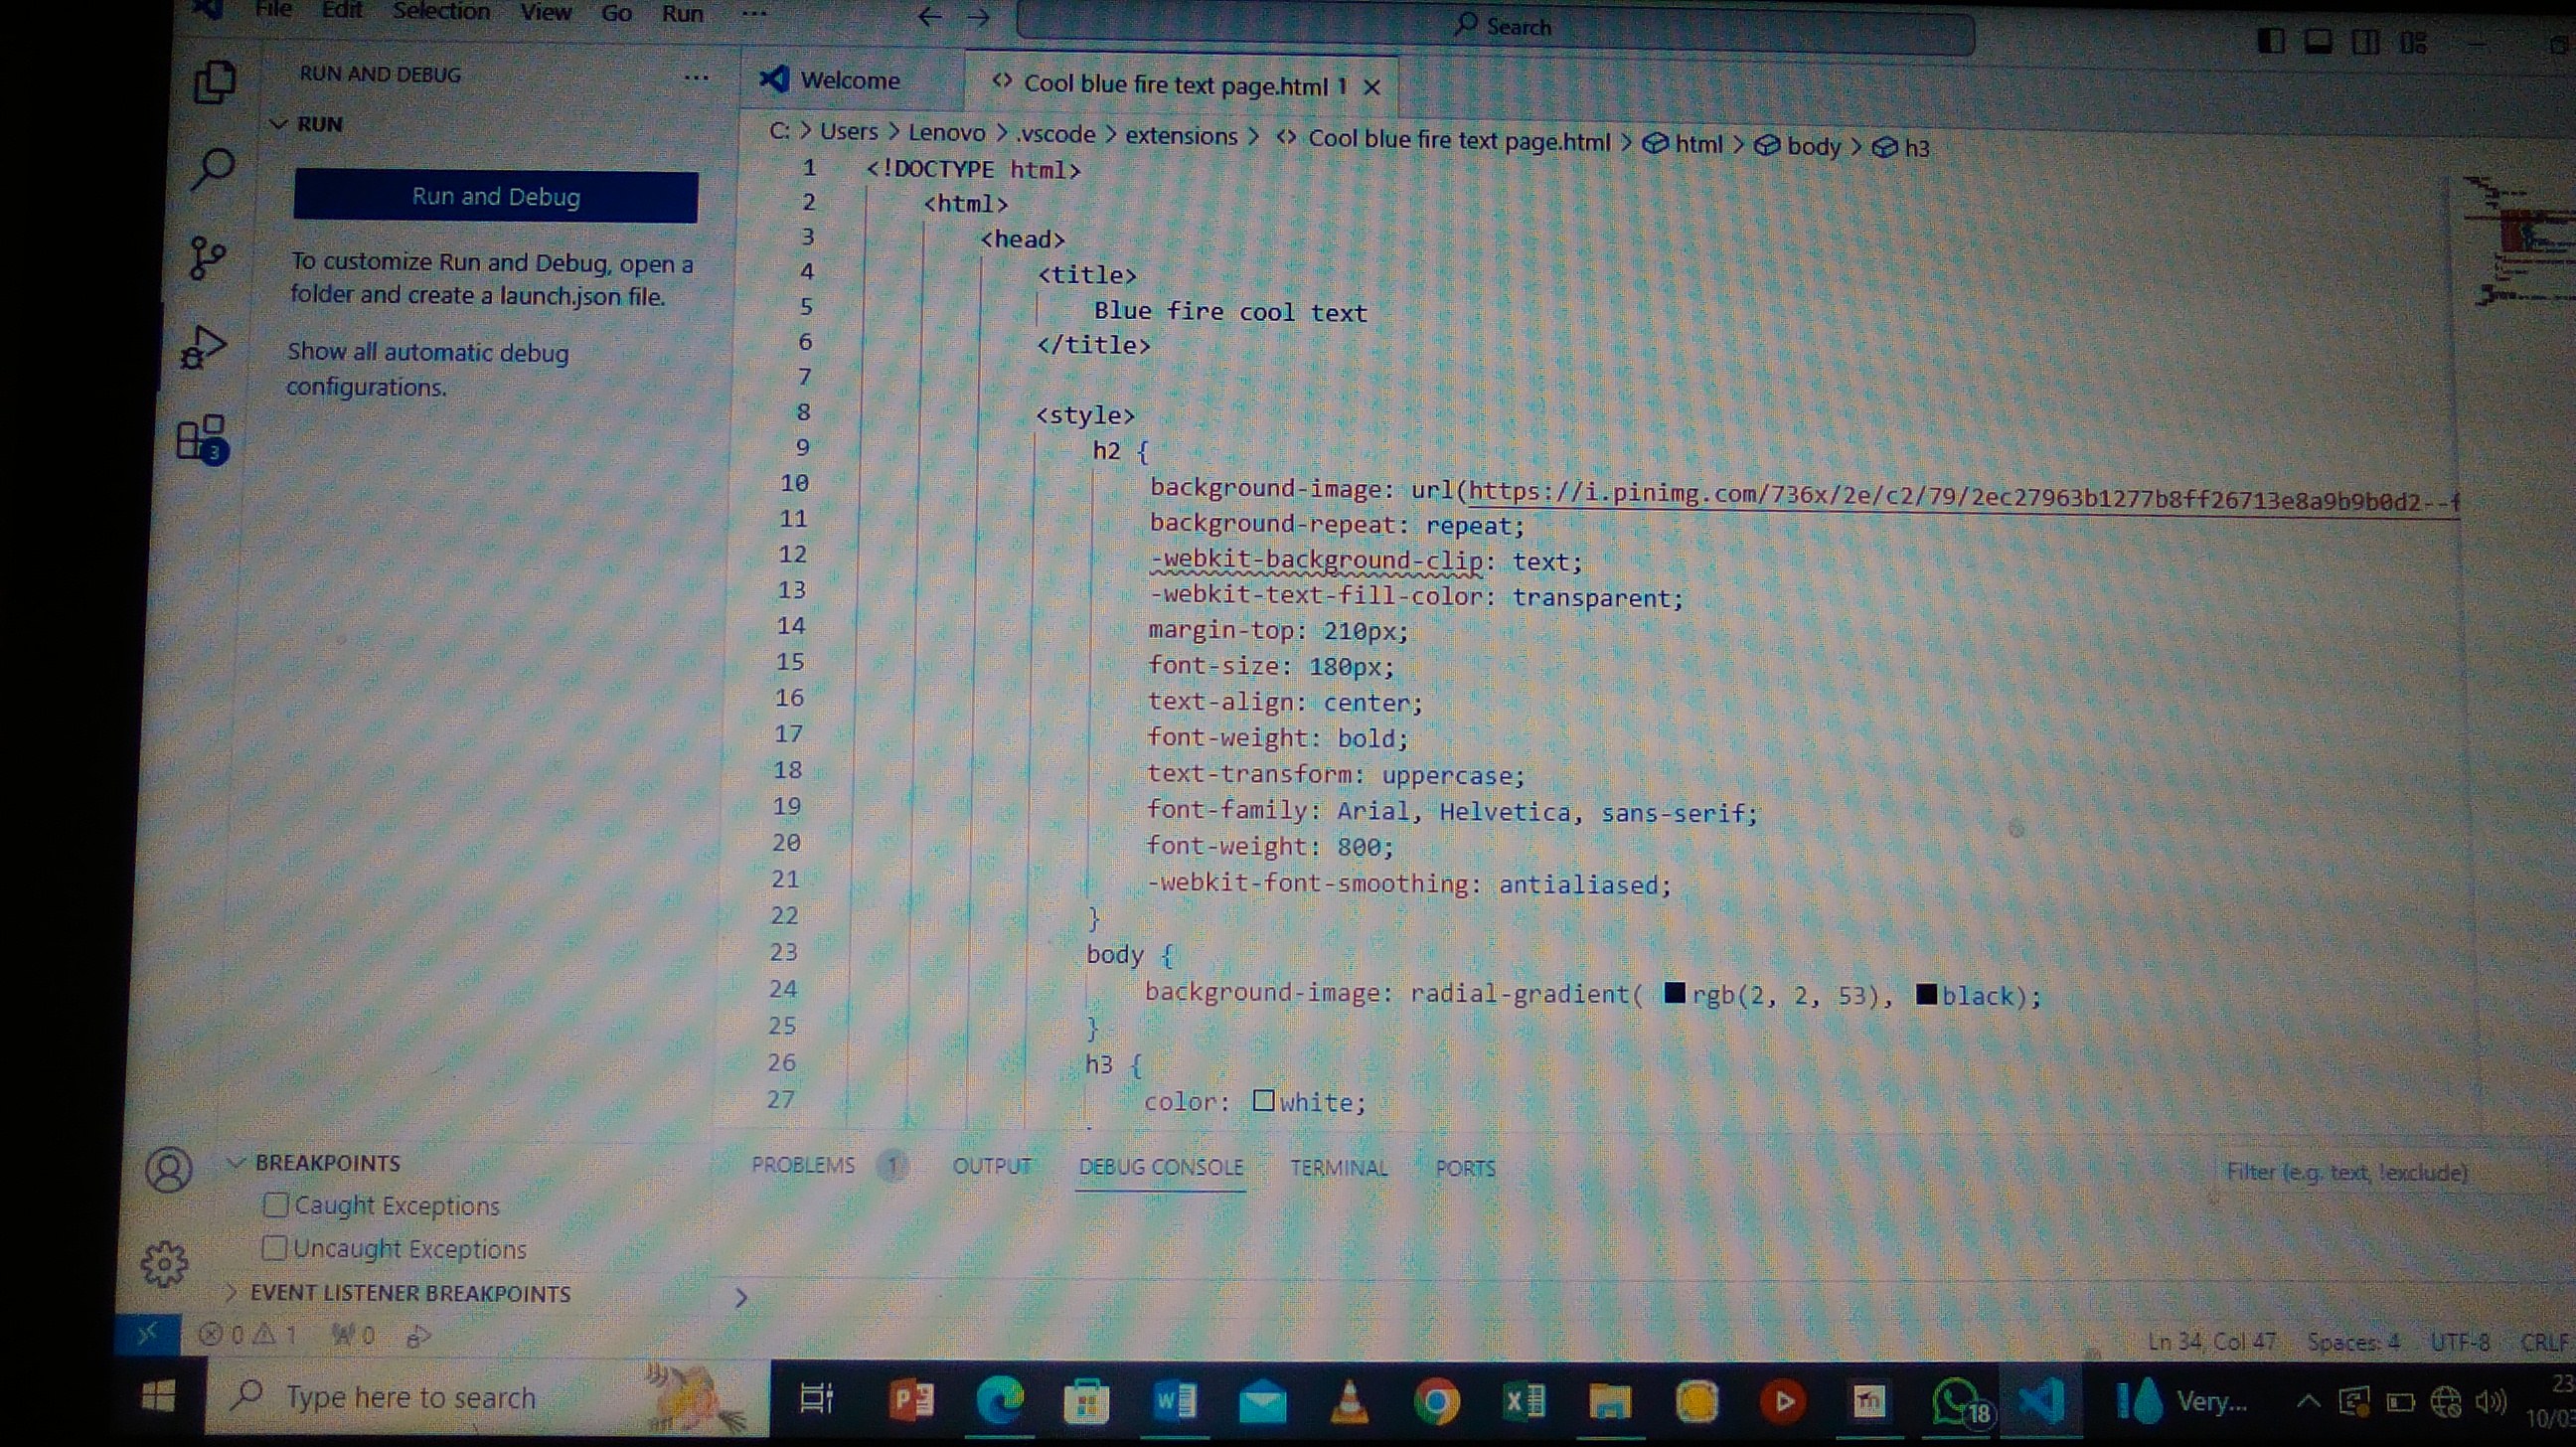 File Edit Selection View Go Run ...
Search
RUN AND DEBUG ...
RUN
Run and Debug
To customize Run and Debug, open a
folder and create a launch.json file.
Show all automatic debug
configurations.
3
Welcome
<> Cool blue fire text page.html 1 ×
C: > Users > Lenovo > .vscode > extensions > <> Cool blue fire text page.html > html > body > h3
1 <!DOCTYPE html>
2 <html>
3 <head>
4 <title>
5 Blue fire cool text
6 </title>
7
8 <style>
9 h2 {
10 background-image: url(https://i.pinimg.com/736x/2e/c2/79/2ec27963b1277b8ff26713e8a9b9b0d2--f
11 background-repeat: repeat;
12 -webkit-background-clip: text;
13 -webkit-text-fill-color: transparent;
14 margin-top: 210px;
15 font-size: 180px;
16 text-align: center;
17 font-weight: bold;
18 text-transform: uppercase;
19 font-family: Arial, Helvetica, sans-serif;
20 font-weight: 800;
21 -webkit-font-smoothing: antialiased;
22 }
23 body {
24 background-image: radial-gradient( rgb(2, 2, 53), black);
25 }
26 h3 {
27 color: white;
PROBLEMS 1 OUTPUT DEBUG CONSOLE TERMINAL PORTS
Filter (e.g. text, !exclude)
BREAKPOINTS
Caught Exceptions
Uncaught Exceptions
EVENT LISTENER BREAKPOINTS
0 1 0
Ln 34, Col 47 Spaces: 4 UTF-8 CRLF
Type here to search
18
Very...
23
10/03